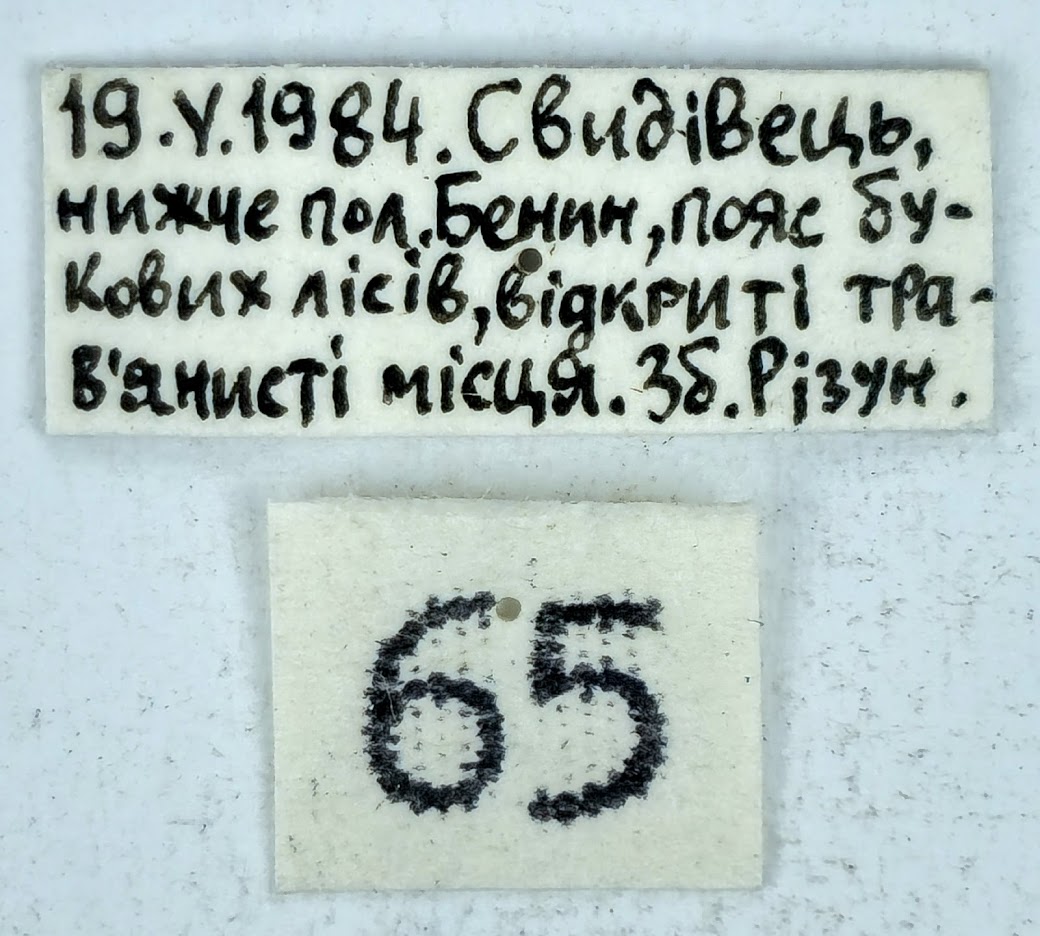 19.V.1984. Свидівець,
нижче пол. Бенин, пояс бу-
кових лісів, відкриті тра-
в'янисті місця. Зб. Різун.
65